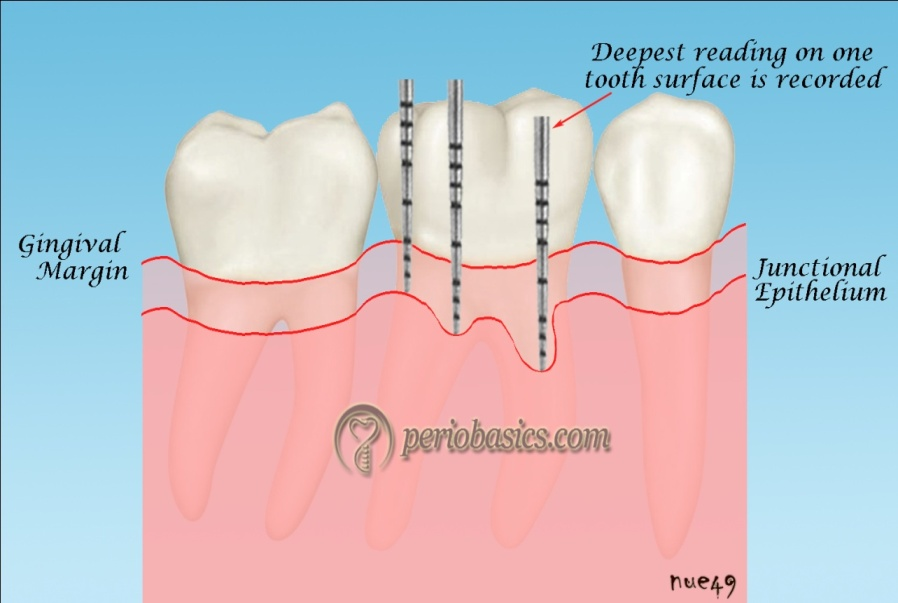 Deepest reading on one
tooth surface is recorded
Gingival
Margin
Junctional
Epithelium
periobasics.com
nue49